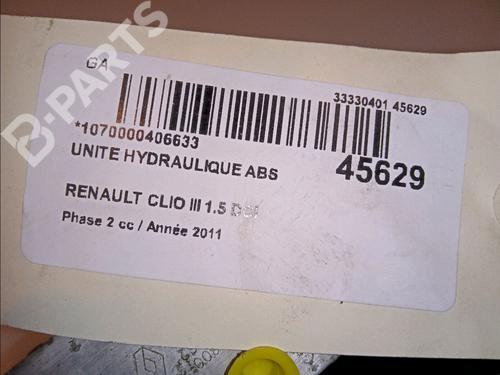 B-PARTS
GA
33330401 45629
*1070000406633
UNITE HYDRAULIQUE ABS
45629
RENAULT CLIO III 1.5 DCI
Phase 2 cc / Année 2011